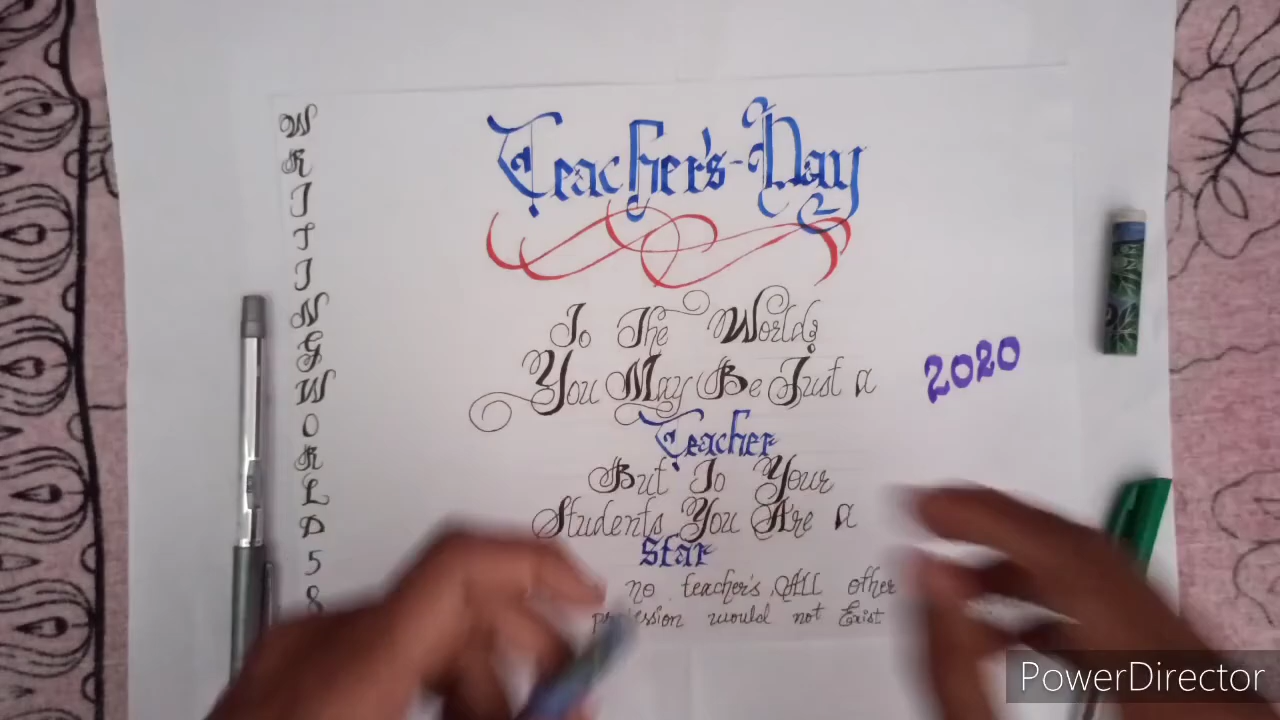 WRITINGWORLD58
Teacher's-Day
To The World
You May Be Just a
2020
Teacher
But To Your
Students You Are a
Star
no teacher's, All other
profession would not Exist
PowerDirector